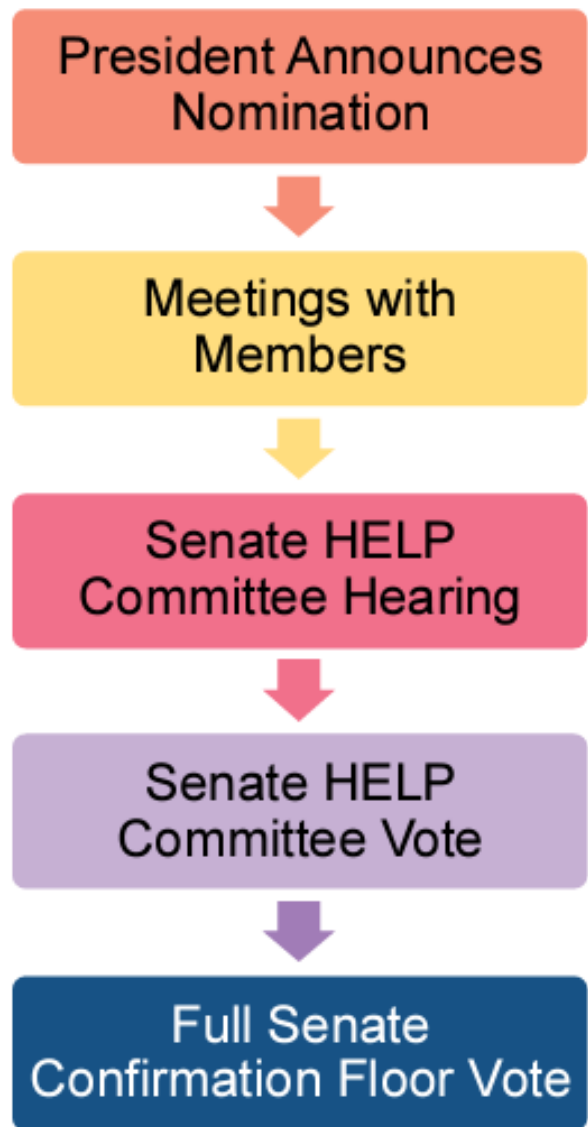 President Announces
Nomination
Meetings with
Members
Senate HELP
Committee Hearing
Senate HELP
Committee Vote
Full Senate
Confirmation Floor Vote